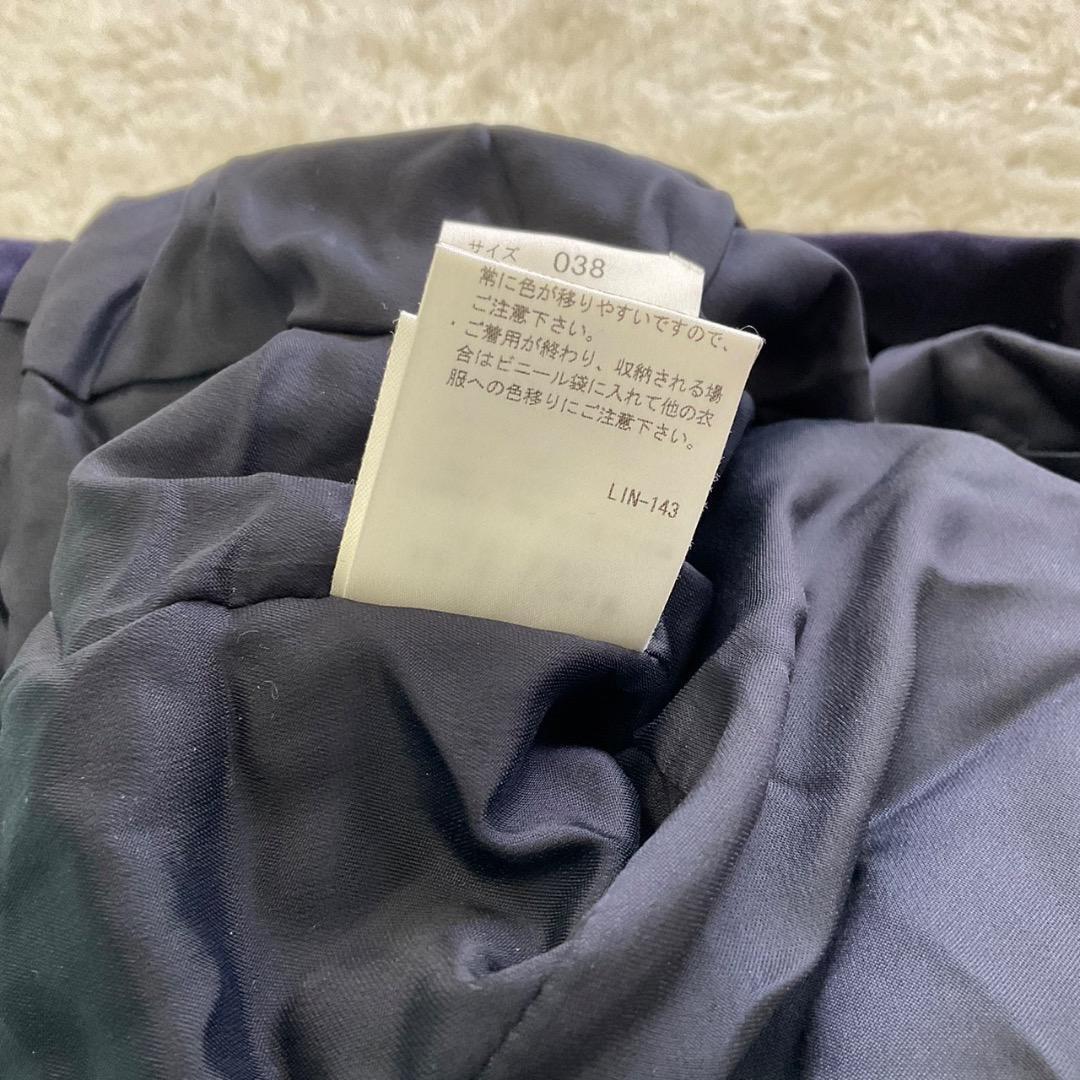 サイズ 038
常に色が移りやすいですので、
ご注意下さい。
・ご着用が終わり、収納される場
合はビニール袋に入れて他の衣
服への色移りにご注意下さい。
LIN-143